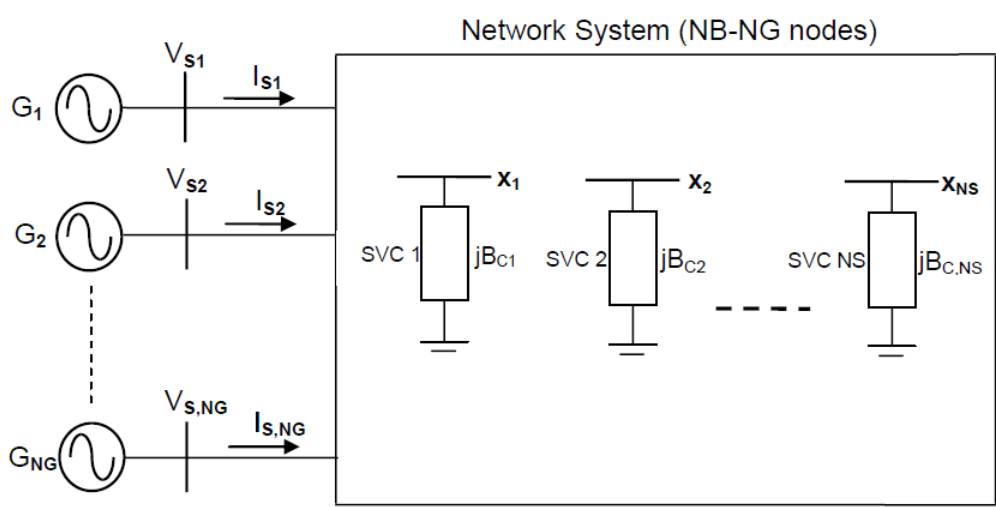 Network System (NB-NG nodes)
V_S1
I_S1
G_1
V_S2
I_S2
G_2
X_1
X_2
X_NS
SVC 1
jB_C1
SVC 2
jB_C2
SVC NS
jB_C,NS
V_S,NG
I_S,NG
G_NG